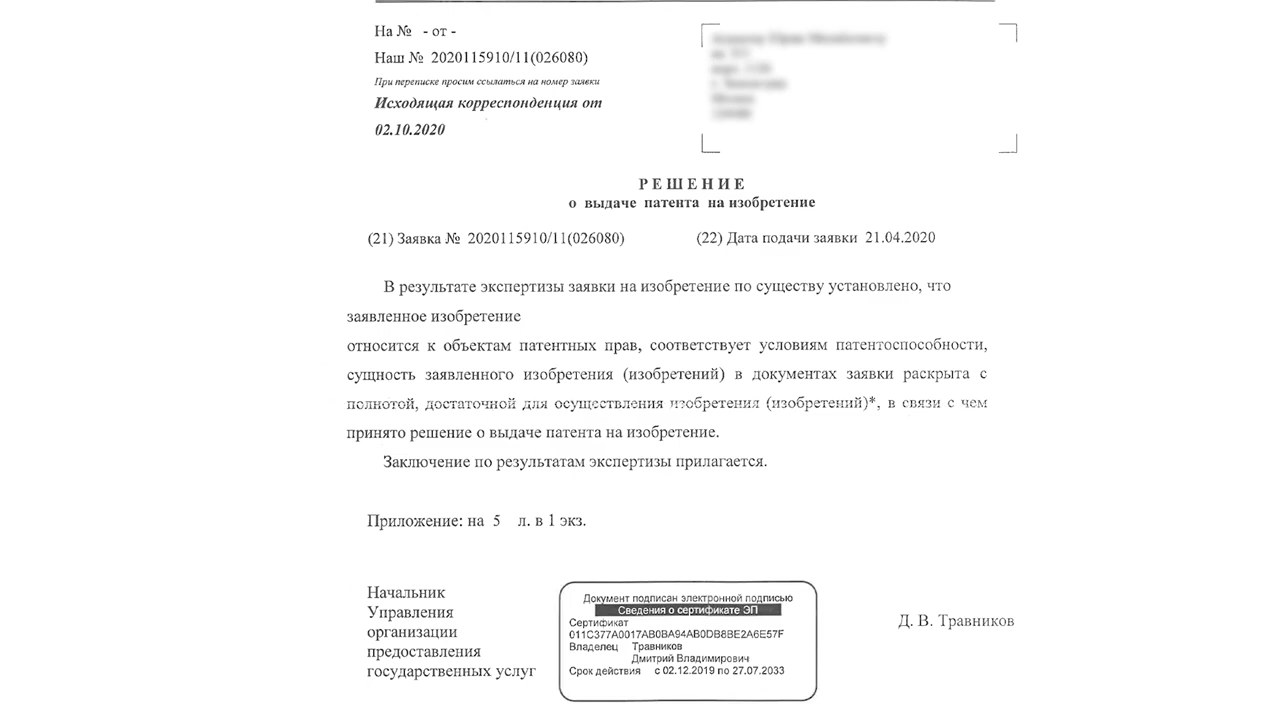 На № - от -
Наш № 2020115910/11(026080)
При переписке просим ссылаться на номер заявки
Исходящая корреспонденция от
02.10.2020
Р Е Ш Е Н И Е
о выдаче патента на изобретение
(21) Заявка № 2020115910/11(026080) (22) Дата подачи заявки 21.04.2020
В результате экспертизы заявки на изобретение по существу установлено, что
заявленное изобретение
относится к объектам патентных прав, соответствует условиям патентоспособности,
сущность заявленного изобретения (изобретений) в документах заявки раскрыта с
полнотой, достаточной для осуществления изобретения (изобретений)*, в связи с чем
принято решение о выдаче патента на изобретение.
Заключение по результатам экспертизы прилагается.
Приложение: на 5 л. в 1 экз.
Начальник
Управления
организации
предоставления
государственных услуг
Документ подписан электронной подписью
Сведения о сертификате ЭП
Сертификат
011C377A0017AB0BA94AB0DB8BE2A6E57F
Владелец Травников
Дмитрий Владимирович
Срок действия с 02.12.2019 по 27.07.2033
Д. В. Травников